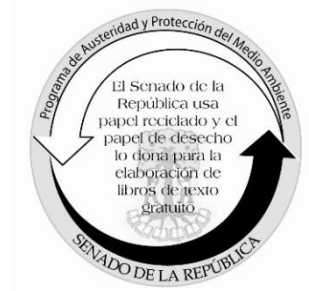 Programa de Austeridad y Protección del Medio Ambiente
El Senado de la
República usa
papel reciclado y el
papel de desecho
lo dona para la
elaboración de
libros de texto
gratuito
SENADO DE LA REPÚBLICA